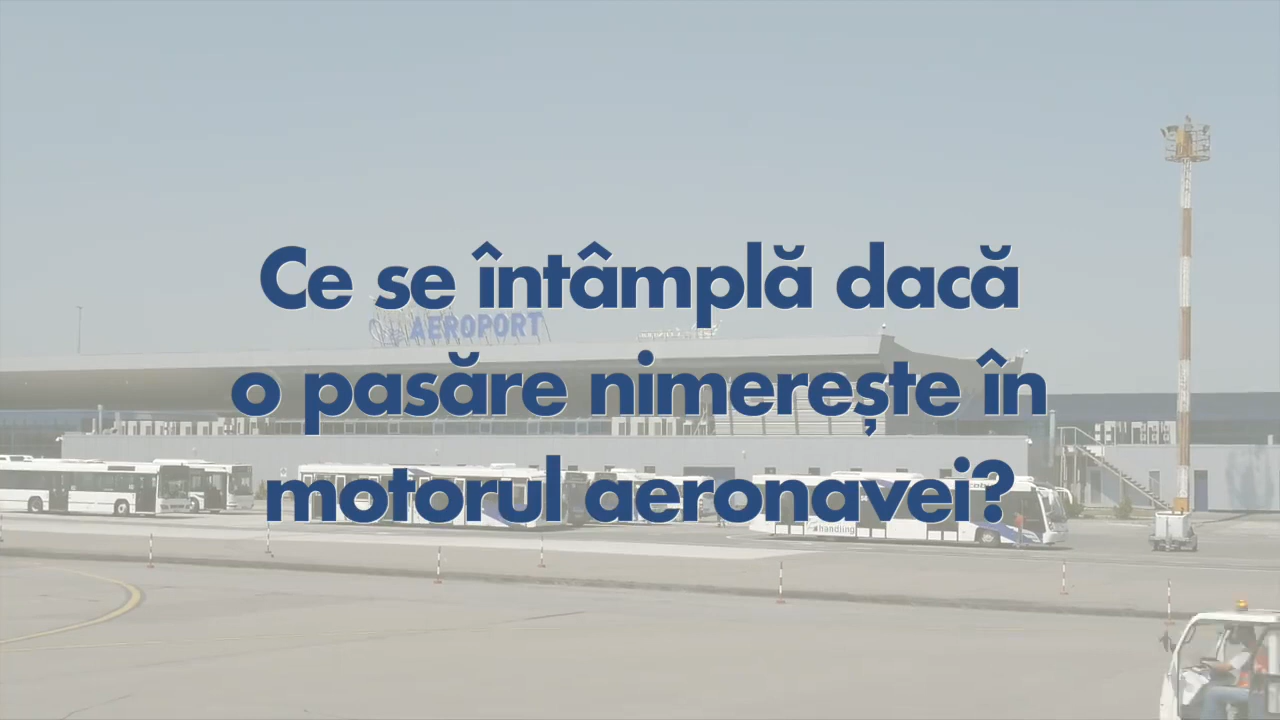 Ce se întâmplă dacă
AEROPORT
o pasăre nimerește în
motorul aeronavei?
handling